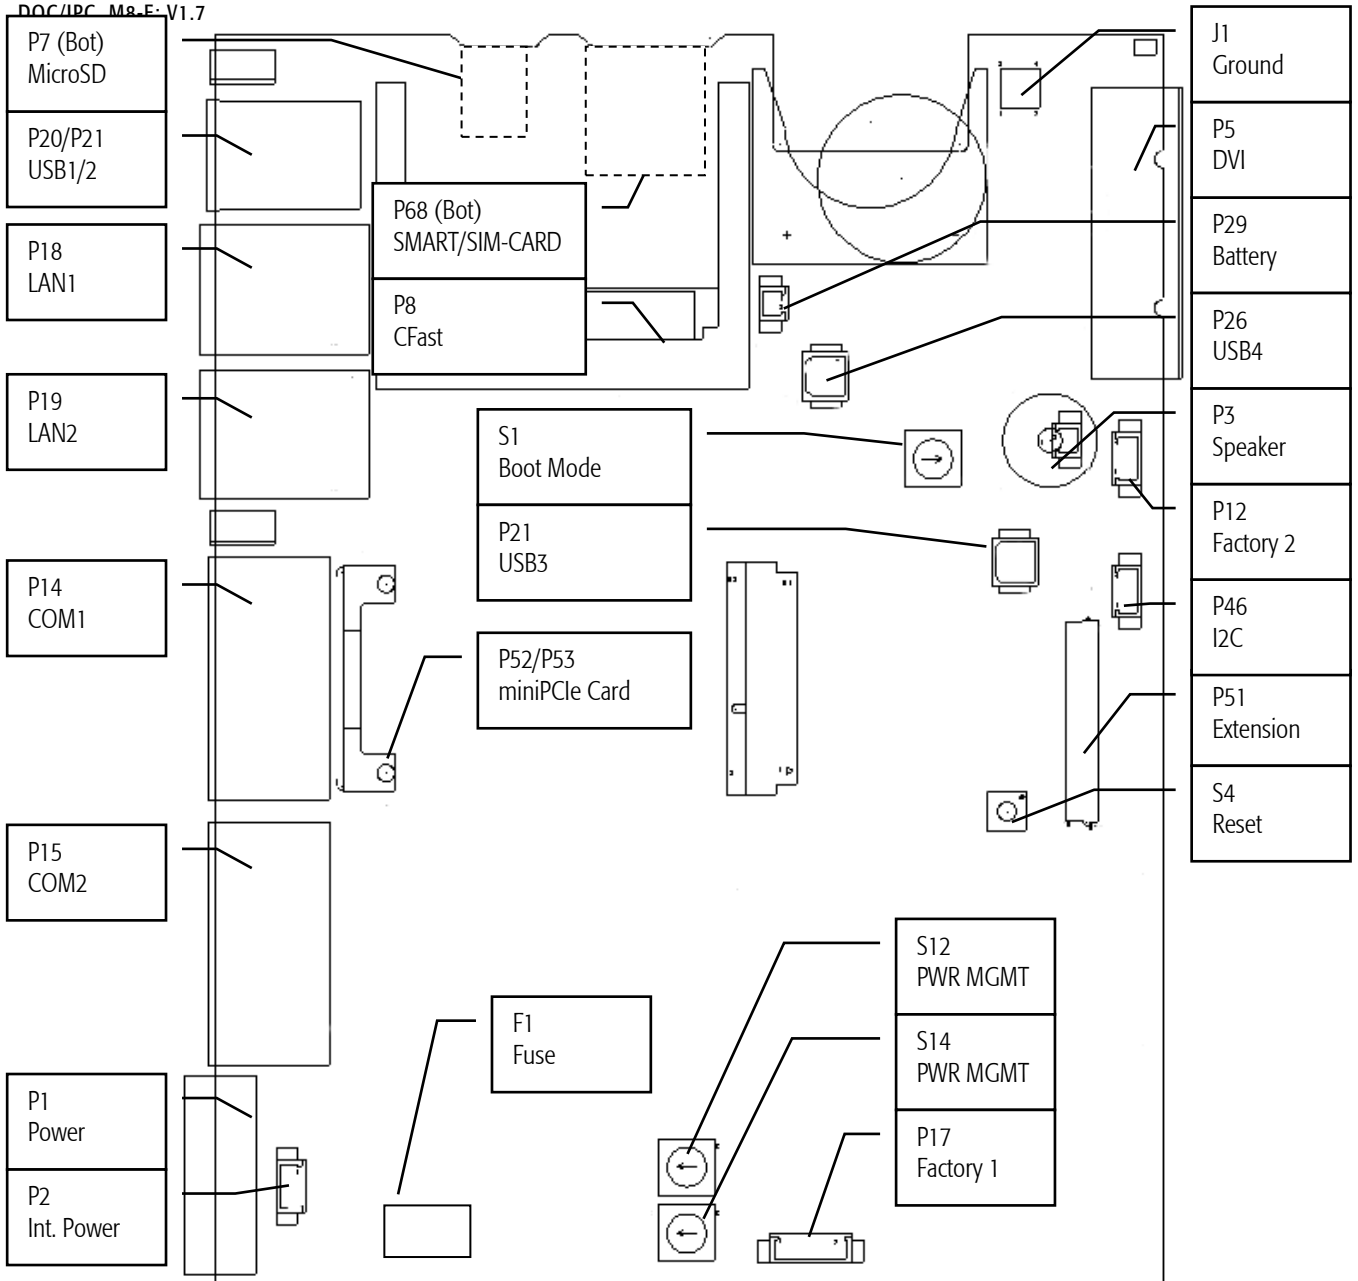 DOC/IPC_M8-E: V1.7
P7 (Bot)
MicroSD
P20/P21
USB1/2
P18
LAN1
P19
LAN2
P14
COM1
P15
COM2
P1
Power
P2
Int. Power
P68 (Bot)
SMART/SIM-CARD
P8
CFast
S1
Boot Mode
P21
USB3
P52/P53
miniPCIe Card
F1
Fuse
S12
PWR MGMT
S14
PWR MGMT
P17
Factory 1
J1
Ground
P5
DVI
P29
Battery
P26
USB4
P3
Speaker
P12
Factory 2
P46
I2C
P51
Extension
S4
Reset